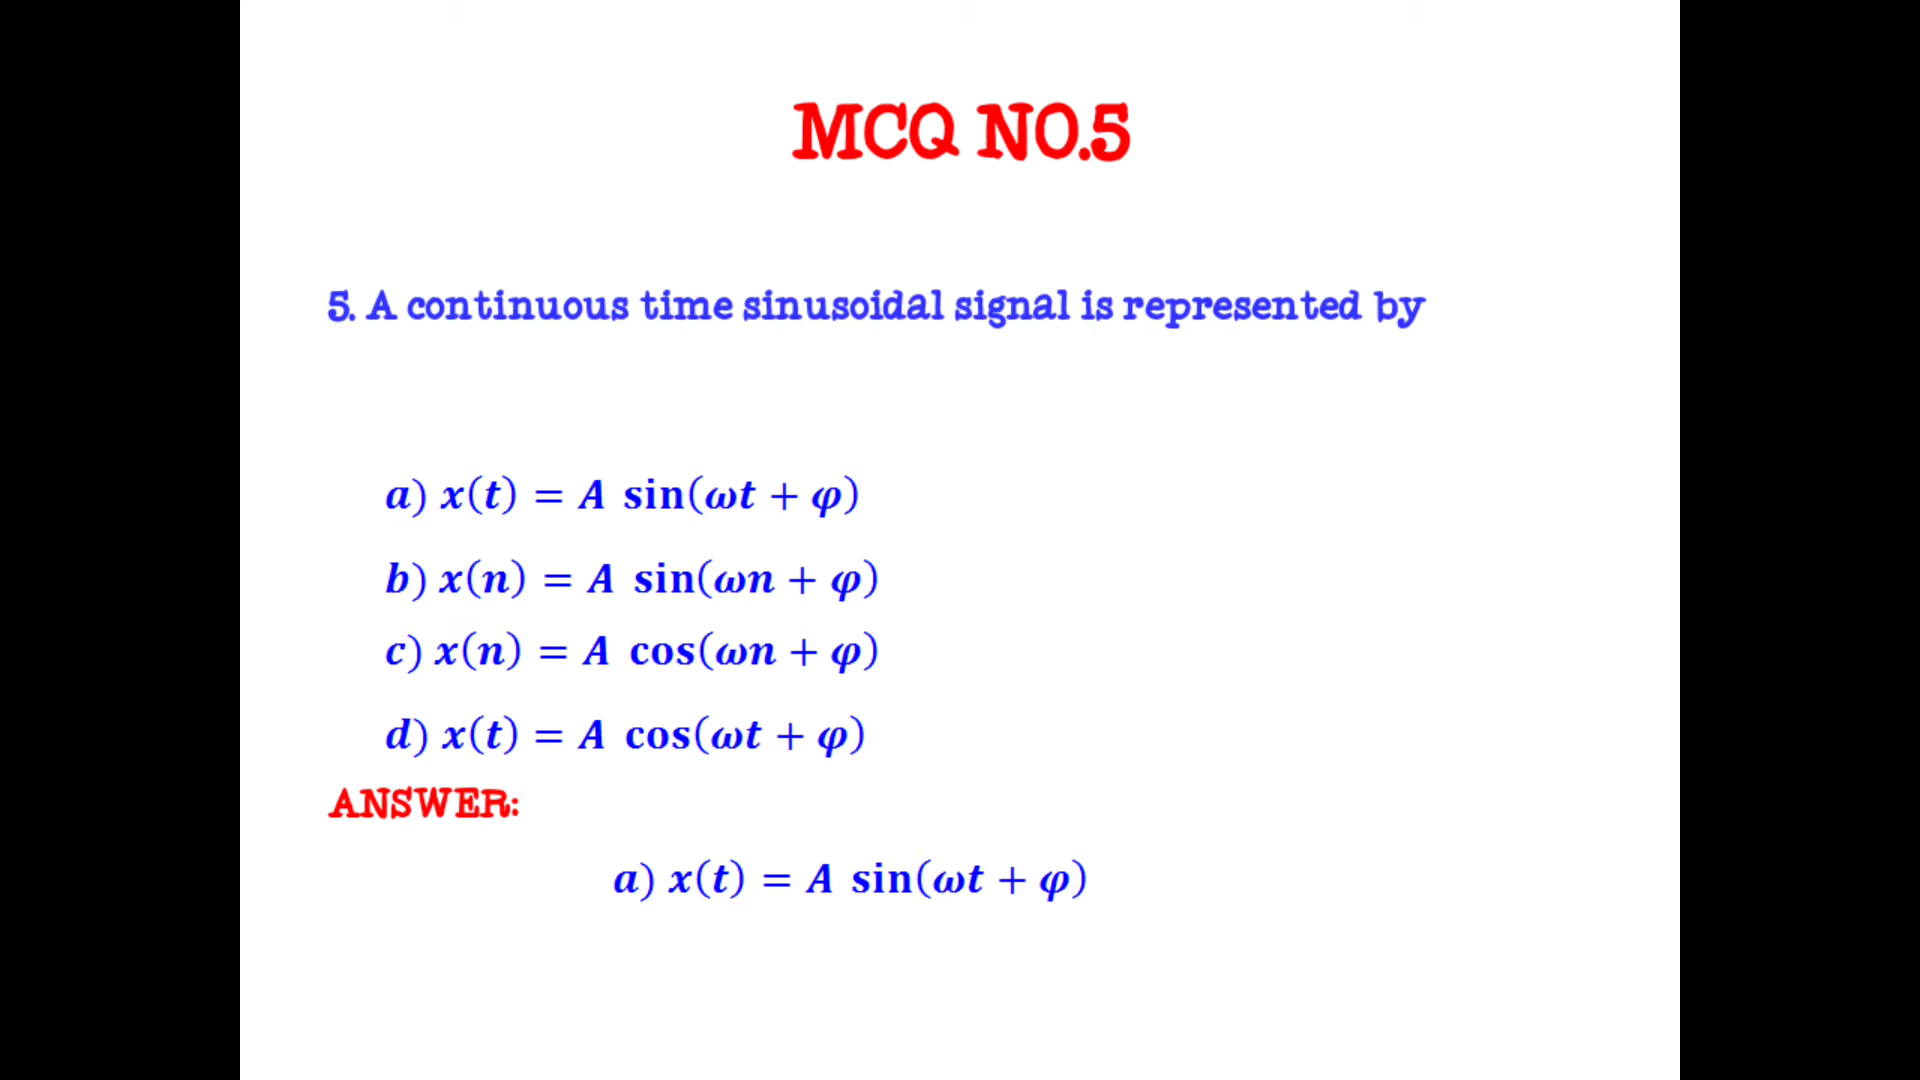 MCQ NO.5
5. A continuous time sinusoidal signal is represented by
a) x(t) = A sin(ωt + φ)
b) x(n) = A sin(ωn + φ)
c) x(n) = A cos(ωn + φ)
d) x(t) = A cos(ωt + φ)
ANSWER:
a) x(t) = A sin(ωt + φ)